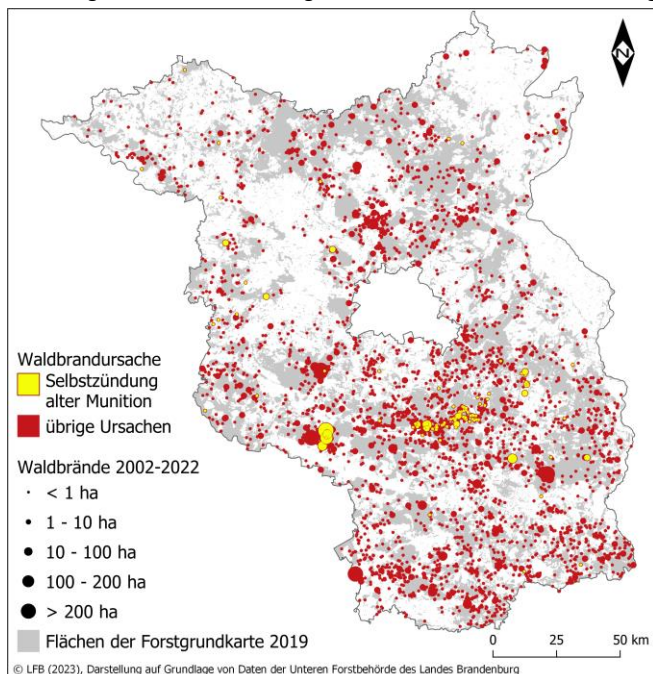 N
Waldbrandursache
Selbstzündung
alter Munition
übrige Ursachen
Waldbrände 2002-2022
< 1 ha
1 - 10 ha
10 - 100 ha
100 - 200 ha
> 200 ha
Flächen der Forstgrundkarte 2019
0 25 50 km
© LFB (2023), Darstellung auf Grundlage von Daten der Unteren Forstbehörde des Landes Brandenburg